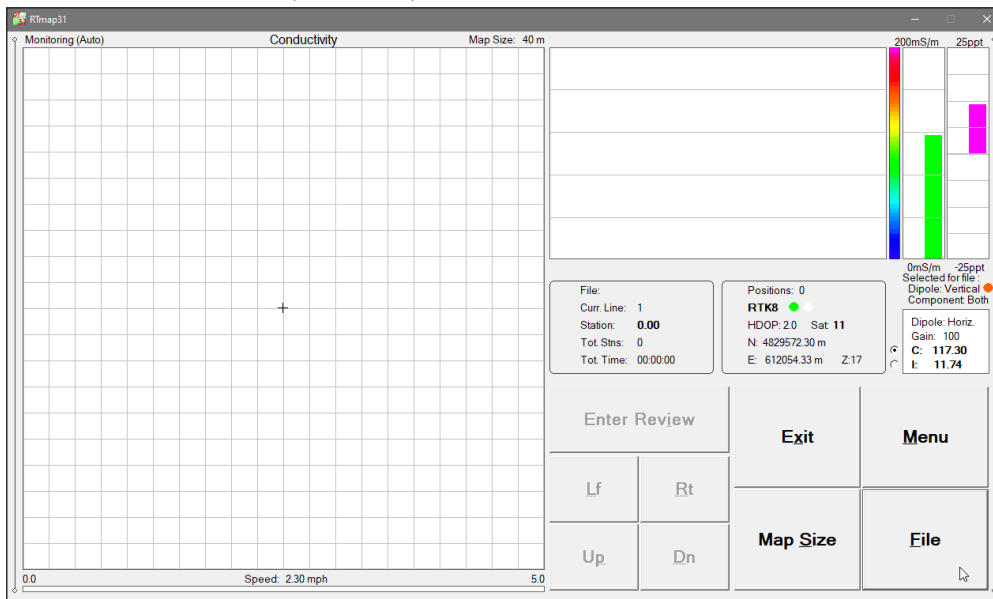 RTmap31
Monitoring (Auto) Conductivity Map Size: 40 m
200mS/m 25ppt
0mS/m -25ppt
Selected for file :
Dipole: Vertical
Component: Both
File:
Curr. Line: 1
Station: 0.00
Tot. Stns: 0
Tot. Time: 00:00:00
Positions: 0
RTK8
HDOP: 2.0 Sat: 11
N: 4829572.30 m
E: 612054.33 m Z:17
Dipole: Horiz.
Gain: 100
C: 117.30
I: 11.74
Enter Review
Exit
Menu
Lf
Rt
Map Size
File
Up
Dn
0.0 Speed: 2.30 mph 5.0